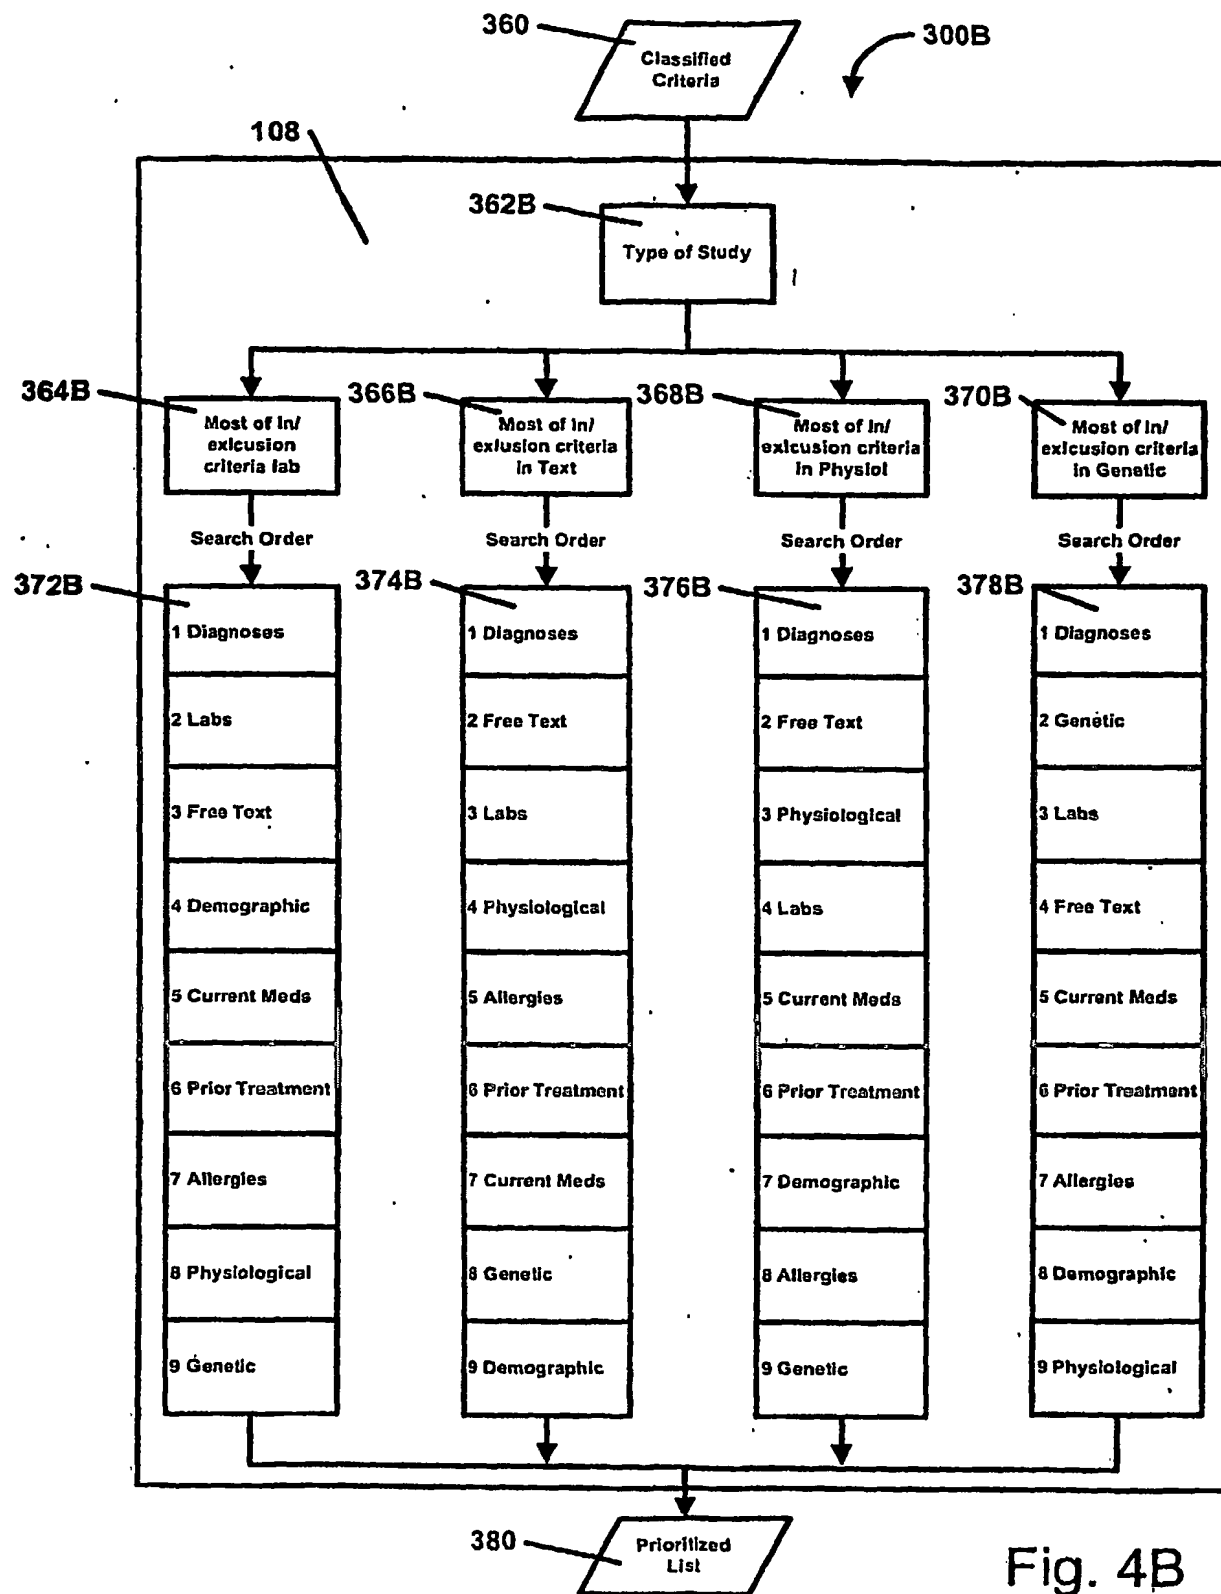 360
Classified
Criteria
300B
108
362B
Type of Study
364B
Most of In/
exlcusion
criteria lab
366B
Most of In/
exlusion criteria
in Text
368B
Most of In/
exlcusion criteria
in Physiol
370B
Most of In/
exlcusion criteria
in Genetic
Search Order
Search Order
Search Order
Search Order
372B
1 Diagnoses
2 Labs
3 Free Text
4 Demographic
5 Current Meds
6 Prior Treatment
7 Allergies
8 Physiological
9 Genetic
374B
1 Diagnoses
2 Free Text
3 Labs
4 Physiological
5 Allergies
6 Prior Treatment
7 Current Meds
8 Genetic
9 Demographic
376B
1 Diagnoses
2 Free Text
3 Physiological
4 Labs
5 Current Meds
6 Prior Treatment
7 Demographic
8 Allergies
9 Genetic
378B
1 Diagnoses
2 Genetic
3 Labs
4 Free Text
5 Current Meds
6 Prior Treatment
7 Allergies
8 Demographic
9 Physiological
380
Prioritized
List
Fig. 4B